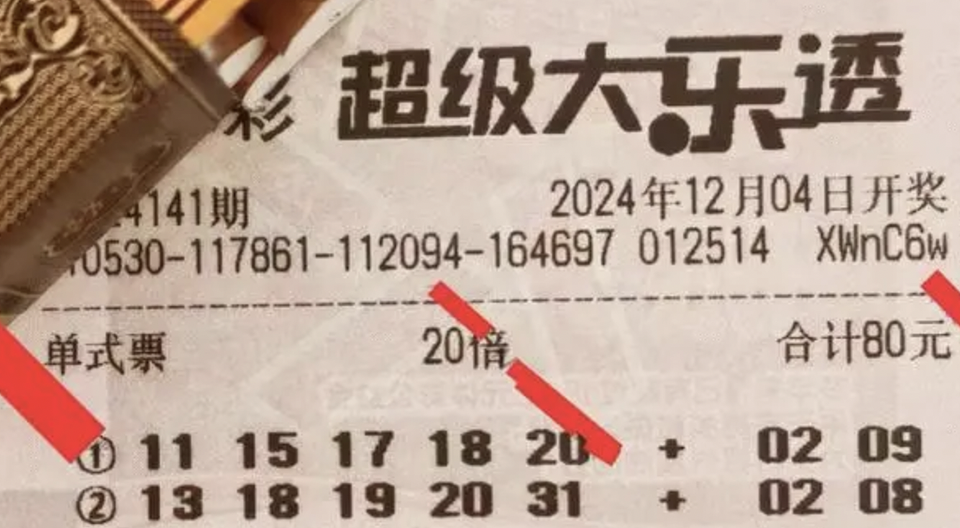 彩 超级大乐透
4141期 2024年12月04日开奖
0530-117861-112094-164697 012514 XWnC6w
单式票 20倍 合计80元
① 11 15 17 18 20 + 02 09
② 13 18 19 20 31 + 02 08